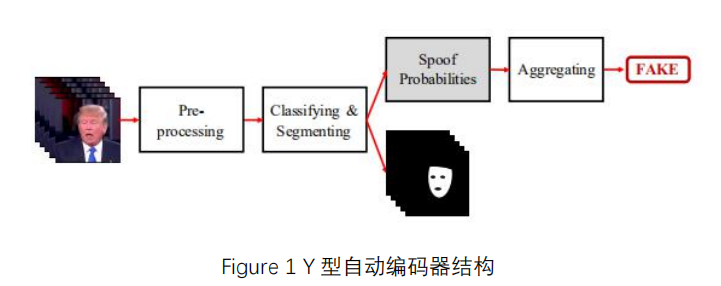 Pre-
processing
Classifying &
Segmenting
Spoof
Probabilities
Aggregating
FAKE
Figure 1 Y 型自动编码器结构